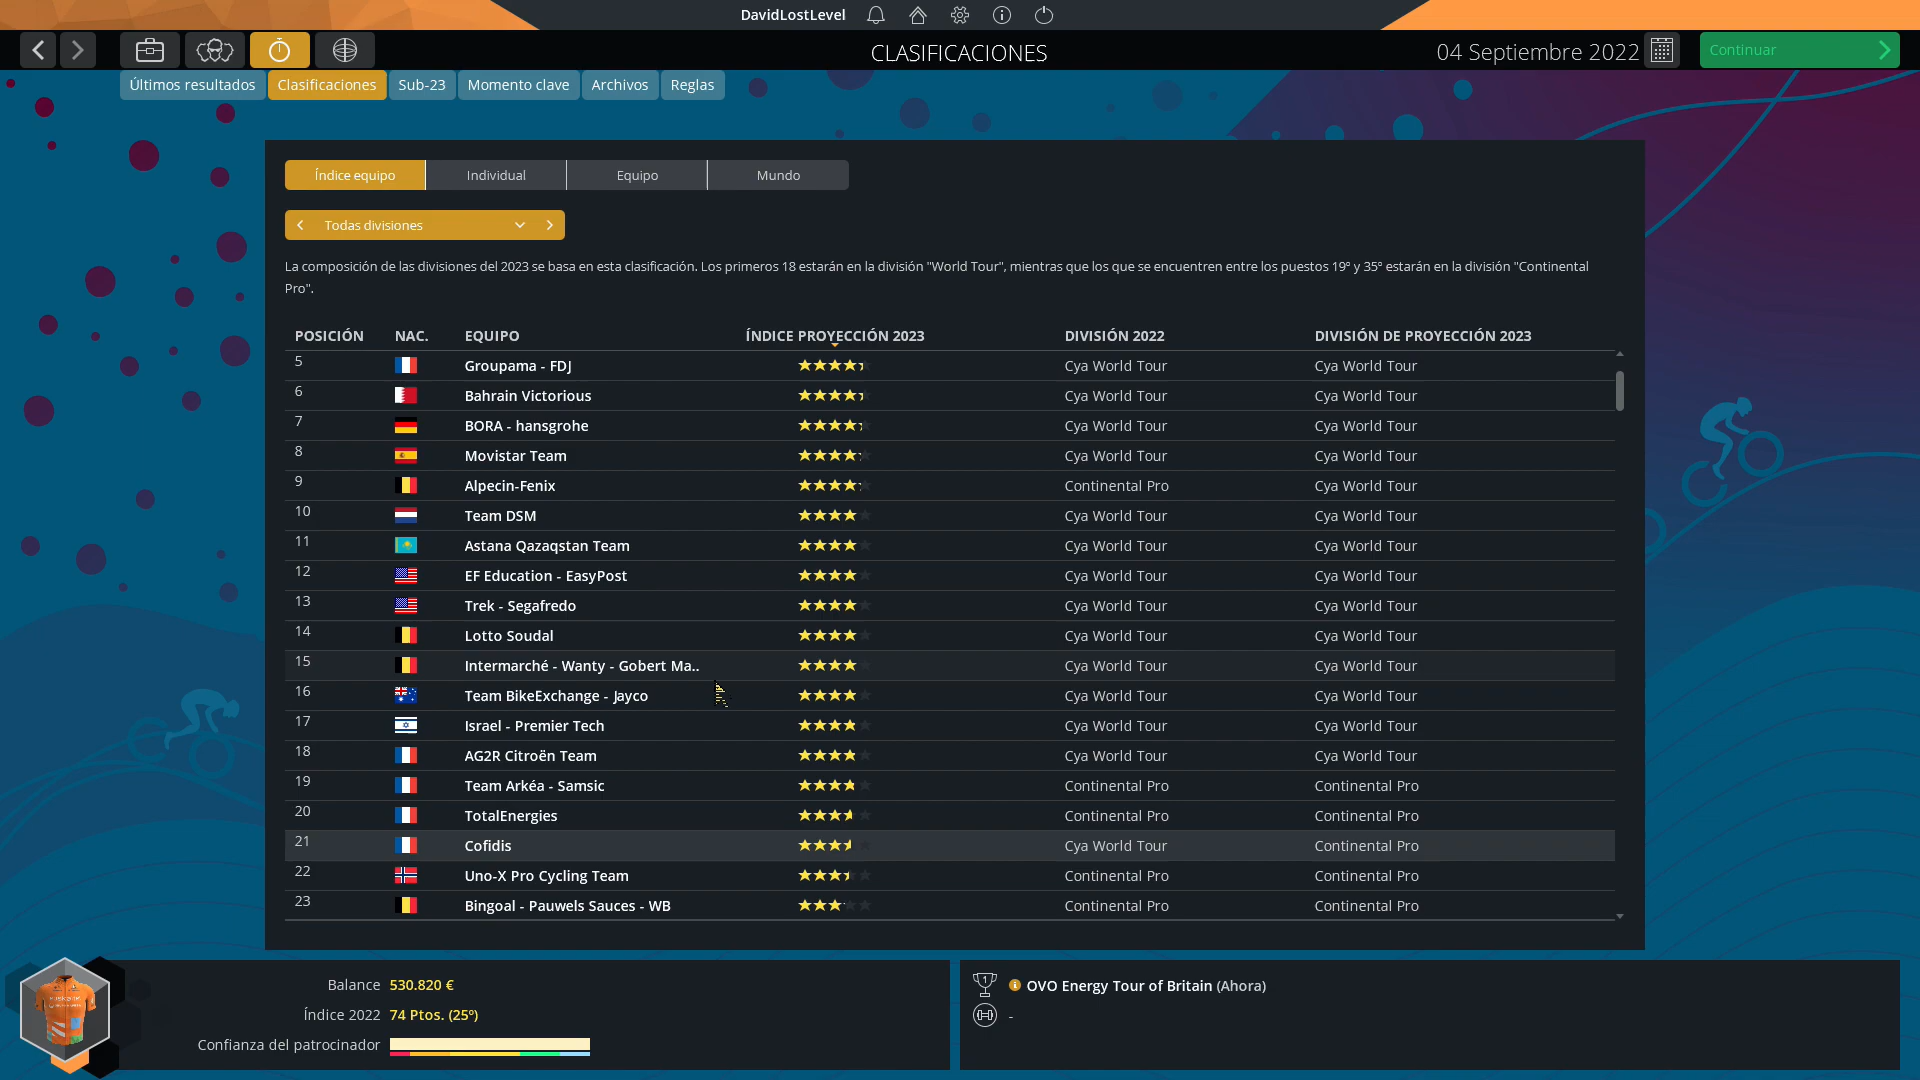 DavidLostLevel
CLASIFICACIONES
04 Septiembre 2022
Continuar
Últimos resultados
Clasificaciones
Sub-23
Momento clave
Archivos
Reglas
Índice equipo
Individual
Equipo
Mundo
Todas divisiones
La composición de las divisiones del 2023 se basa en esta clasificación. Los primeros 18 estarán en la división "World Tour", mientras que los que se encuentren entre los puestos 19º y 35º estarán en la división "Continental
Pro".
POSICIÓN NAC. EQUIPO ÍNDICE PROYECCIÓN 2023 DIVISIÓN 2022 DIVISIÓN DE PROYECCIÓN 2023
5 Groupama - FDJ Cya World Tour Cya World Tour
6 Bahrain Victorious Cya World Tour Cya World Tour
7 BORA - hansgrohe Cya World Tour Cya World Tour
8 Movistar Team Cya World Tour Cya World Tour
9 Alpecin-Fenix Continental Pro Cya World Tour
10 Team DSM Cya World Tour Cya World Tour
11 Astana Qazaqstan Team Cya World Tour Cya World Tour
12 EF Education - EasyPost Cya World Tour Cya World Tour
13 Trek - Segafredo Cya World Tour Cya World Tour
14 Lotto Soudal Cya World Tour Cya World Tour
15 Intermarché - Wanty - Gobert Ma.. Cya World Tour Cya World Tour
16 Team BikeExchange - Jayco Cya World Tour Cya World Tour
17 Israel - Premier Tech Cya World Tour Cya World Tour
18 AG2R Citroën Team Cya World Tour Cya World Tour
19 Team Arkéa - Samsic Continental Pro Continental Pro
20 TotalEnergies Continental Pro Continental Pro
21 Cofidis Cya World Tour Continental Pro
22 Uno-X Pro Cycling Team Continental Pro Continental Pro
23 Bingoal - Pauwels Sauces - WB Continental Pro Continental Pro
Balance 530.820 €
Índice 2022 74 Ptos. (25º)
Confianza del patrocinador
1 OVO Energy Tour of Britain (Ahora)
-